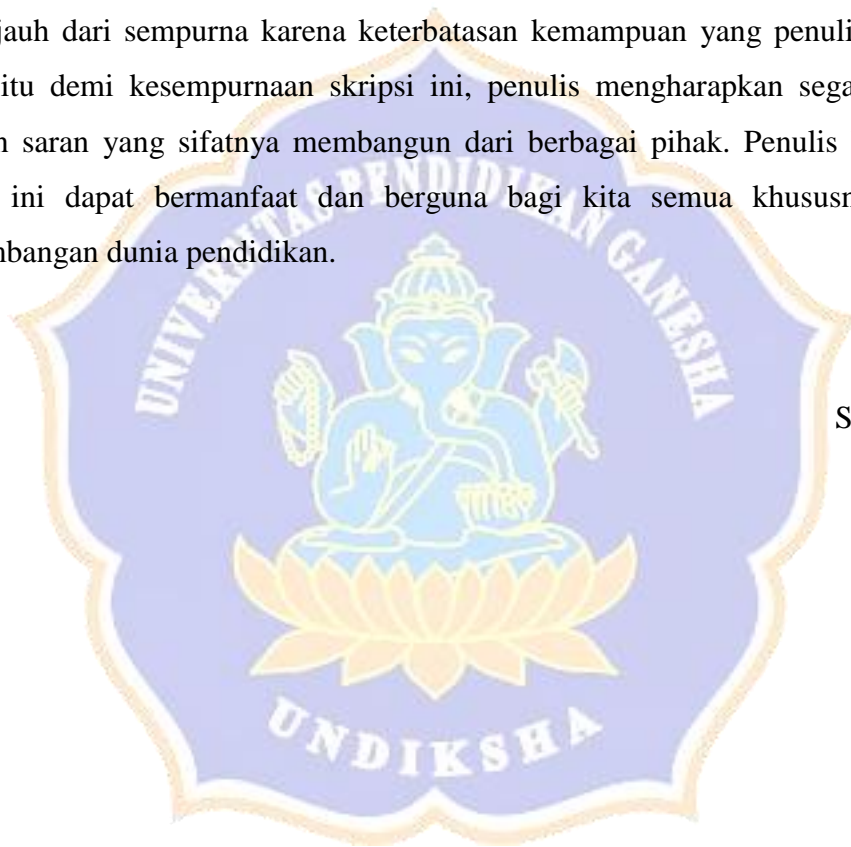 jauh dari sempurna karena keterbatasan kemampuan yang penuli
itu demi kesempurnaan skripsi ini, penulis mengharapkan sega
n saran yang sifatnya membangun dari berbagai pihak. Penulis
ini dapat bermanfaat dan berguna bagi kita semua khususn
mbangan dunia pendidikan.
UNIVERSITAS PENDIDIKAN GANESHA
S
UNDIKSHA